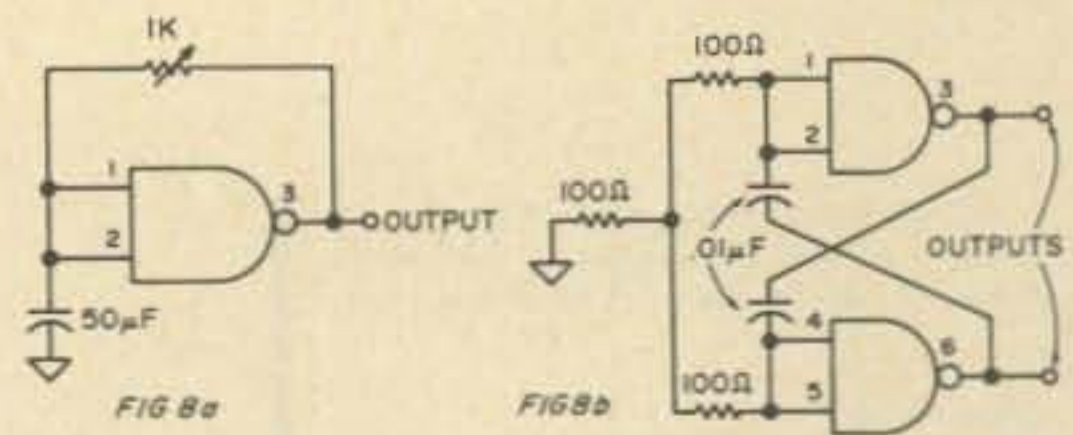 1K
1
2
3
OUTPUT
50µF
FIG 8a
100Ω
1
2
3
100Ω
.01µF
OUTPUTS
4
5
6
100Ω
FIG 8b